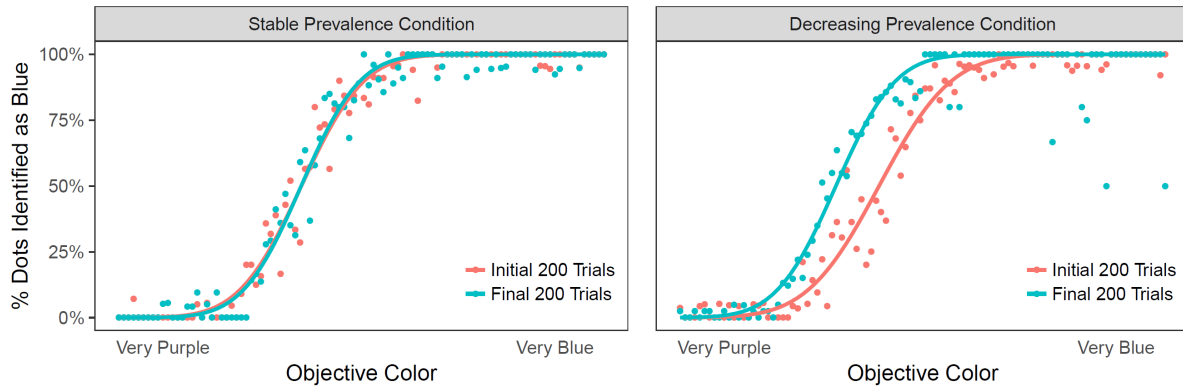 Stable Prevalence Condition
Decreasing Prevalence Condition
% Dots Identified as Blue
100%
75%
50%
25%
0%
Initial 200 Trials
Final 200 Trials
Initial 200 Trials
Final 200 Trials
Very Purple
Very Blue
Very Purple
Very Blue
Objective Color
Objective Color